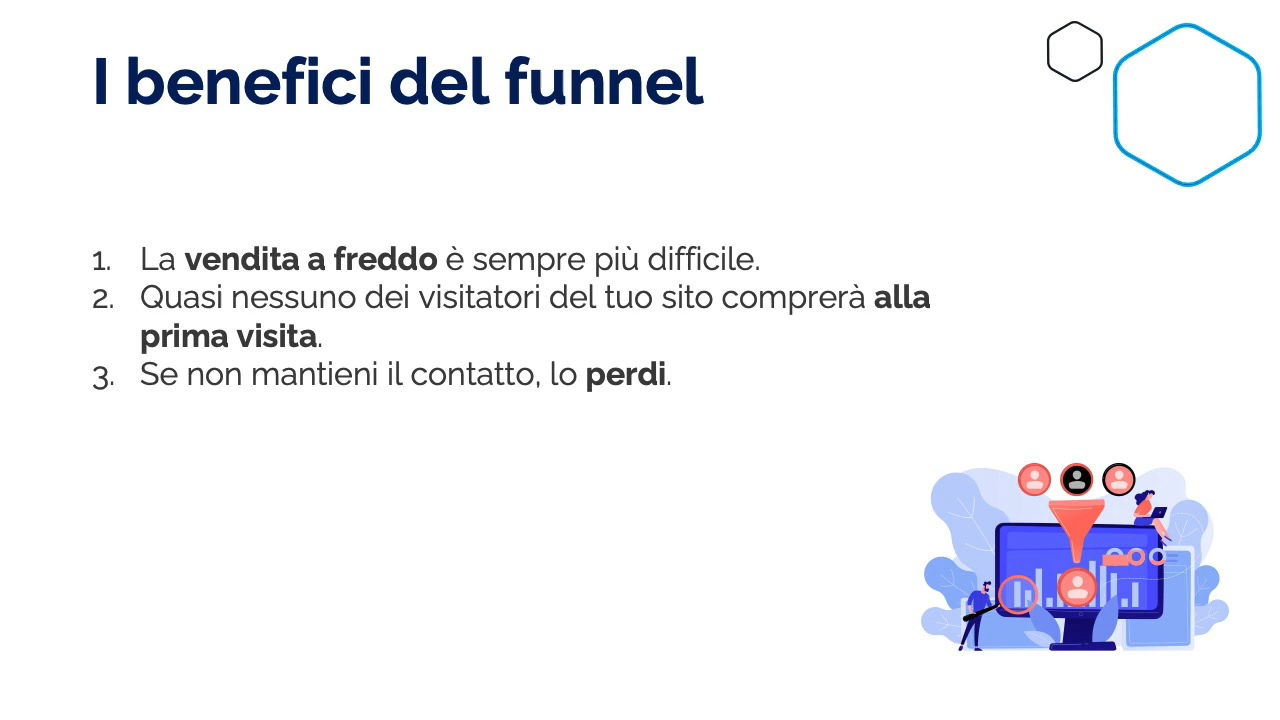 I benefici del funnel
1. La vendita a freddo è sempre più difficile.
2. Quasi nessuno dei visitatori del tuo sito comprerà alla
prima visita.
3. Se non mantieni il contatto, lo perdi.